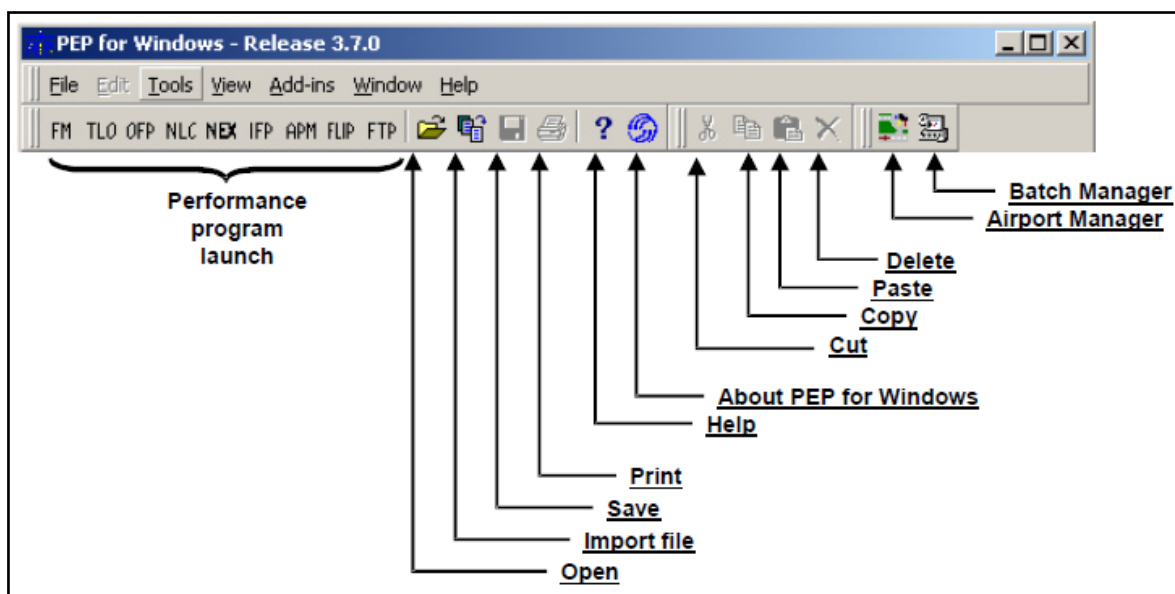 PEP for Windows - Release 3.7.0
File Edit Tools View Add-ins Window Help
FM TLO OFP NLC NEX IFP APM FLIP FTP ?
Performance
program
launch
Batch Manager
Airport Manager
Delete
Paste
Copy
Cut
About PEP for Windows
Help
Print
Save
Import file
Open